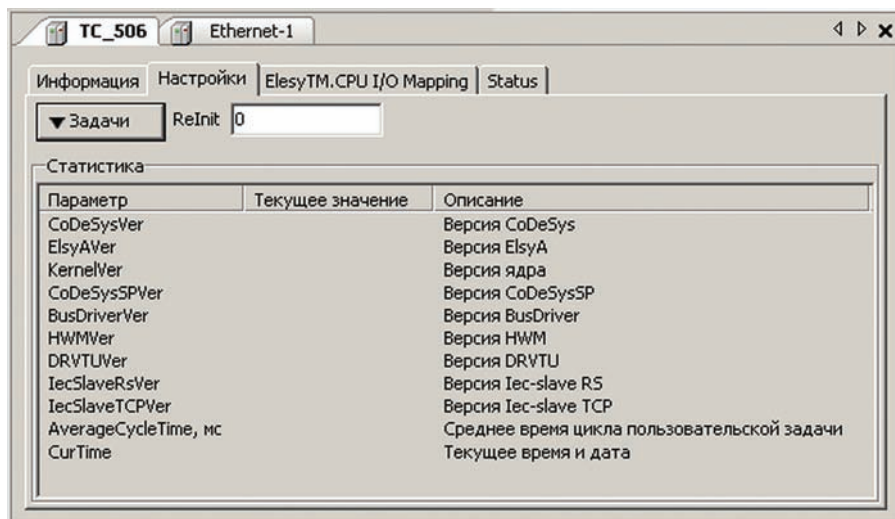 TC_506 Ethernet-1
Информация Настройки ElesyTM.CPU I/O Mapping Status
Задачи ReInit 0
Статистика
Параметр Текущее значение Описание
CoDeSysVer Версия CoDeSys
ElsyAVer Версия ElsyA
KernelVer Версия ядра
CoDeSysSPVer Версия CoDeSysSP
BusDriverVer Версия BusDriver
HWMVer Версия HWM
DRVTUVer Версия DRVTU
IecSlaveRsVer Версия Iec-slave RS
IecSlaveTCPVer Версия Iec-slave TCP
AverageCycleTime, мс Среднее время цикла пользовательской задачи
CurTime Текущее время и дата